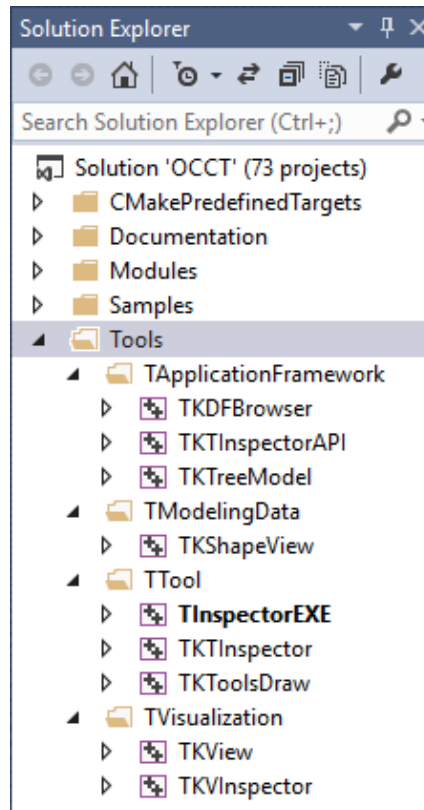 Solution Explorer
Search Solution Explorer (Ctrl+;)
Solution 'OCCT' (73 projects)
CMakePredefinedTargets
Documentation
Modules
Samples
Tools
TApplicationFramework
TKDFBrowser
TKTInspectorAPI
TKTreeModel
TModelingData
TKShapeView
TTool
TInspectorEXE
TKTInspector
TKToolsDraw
TVisualization
TKView
TKVInspector